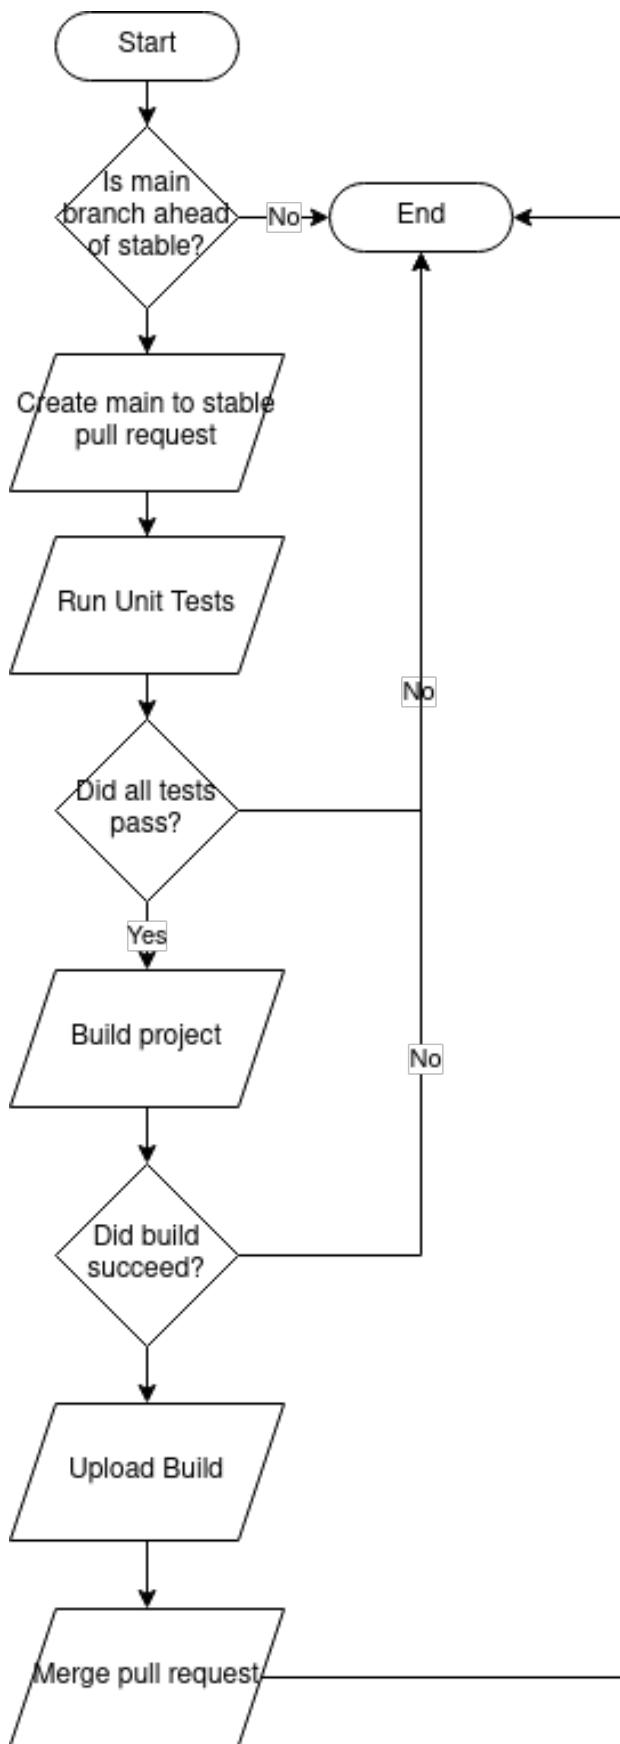 Start
Is main
branch ahead
of stable?
No
End
Create main to stable
pull request
Run Unit Tests
No
Did all tests
pass?
Yes
Build project
No
Did build
succeed?
Upload Build
Merge pull request